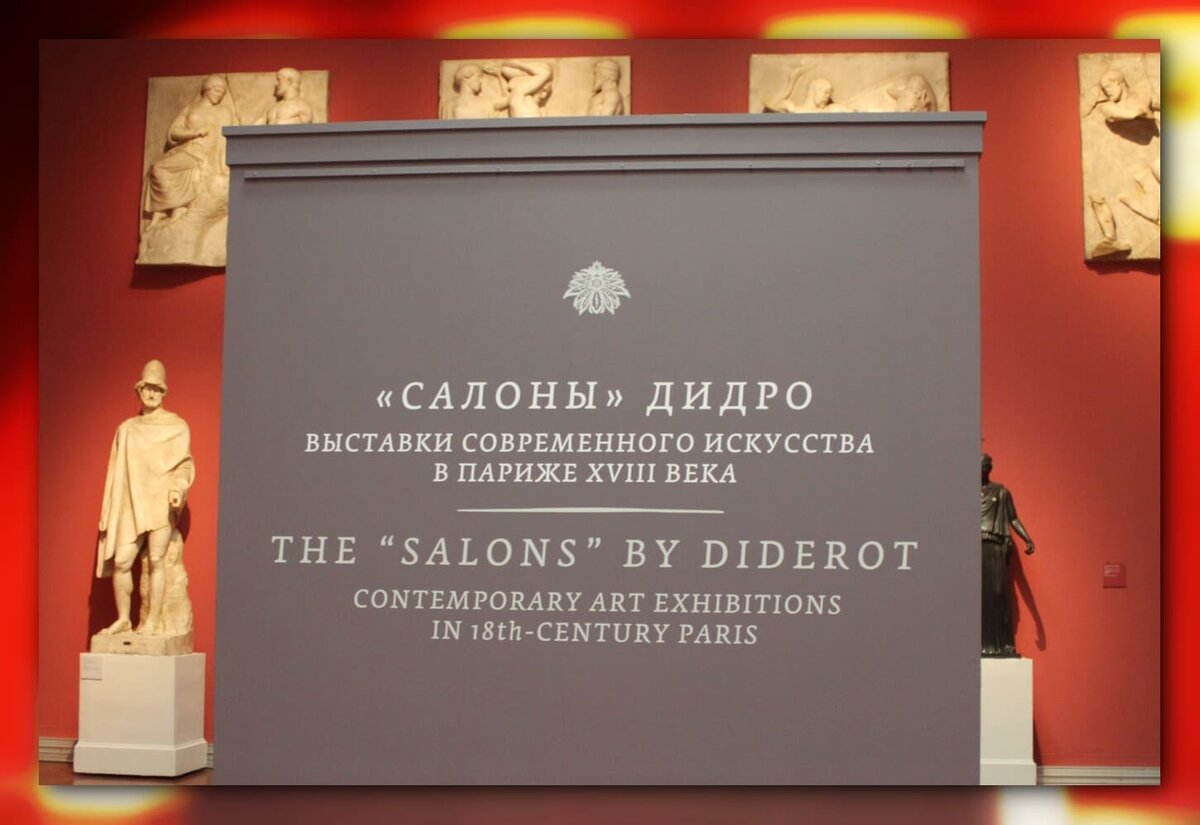 «САЛОНЫ» ДИДРО
ВЫСТАВКИ СОВРЕМЕННОГО ИСКУССТВА
В ПАРИЖЕ XVIII ВЕКА
THE “SALONS” BY DIDEROT
CONTEMPORARY ART EXHIBITIONS
IN 18th-CENTURY PARIS